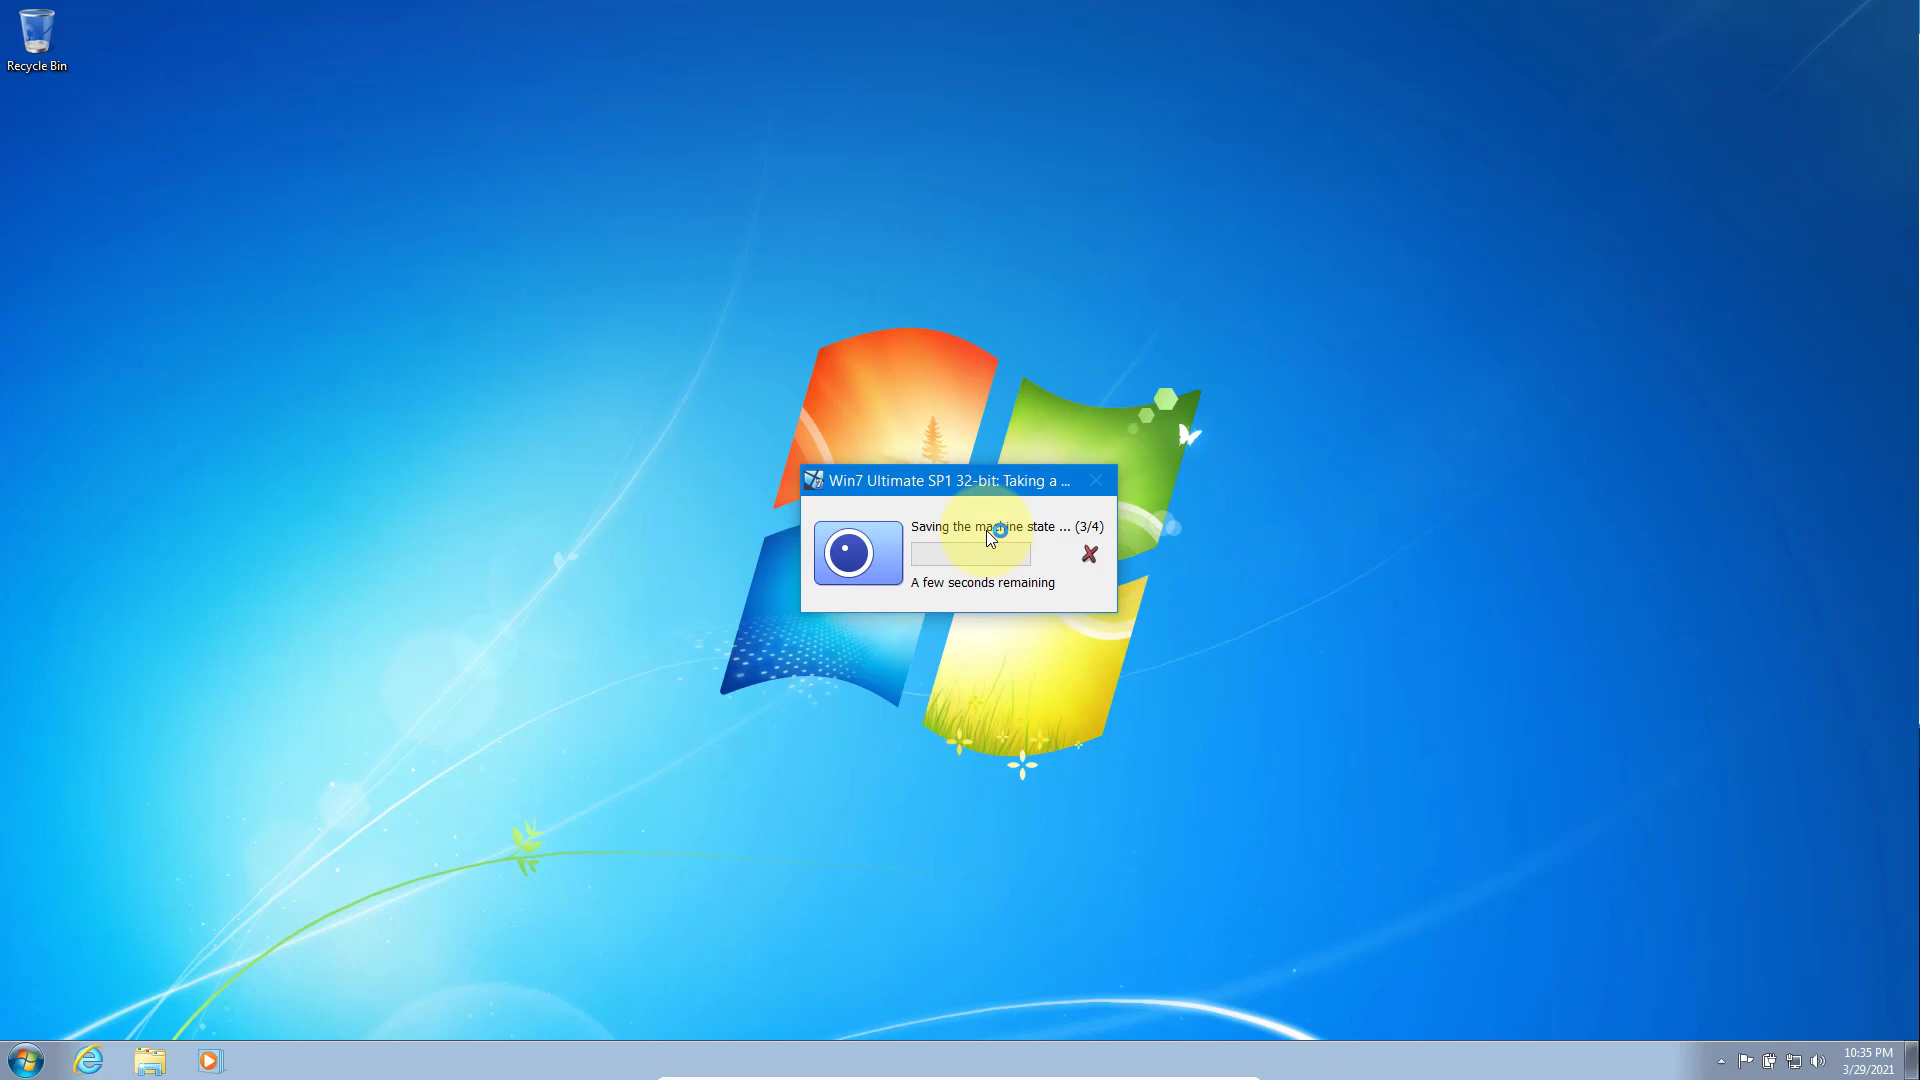 Recycle Bin
Win7 Ultimate SP1 32-bit: Taking a ...
Saving the machine state ... (3/4)
A few seconds remaining
10:35 PM
3/29/2021